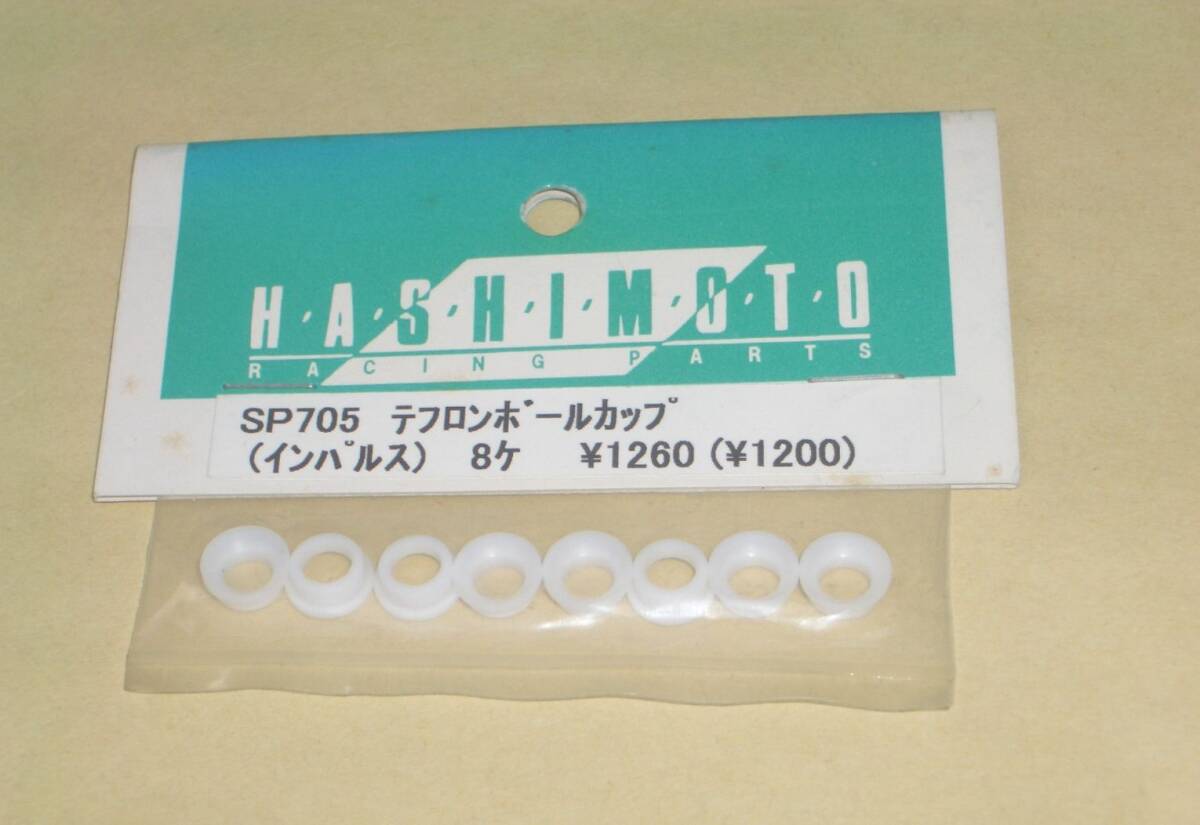 H・A・S・H・I・M・O・T・O
RACING PARTS
SP705 テフロンボールカップ
(インパルス) 8ケ ¥1260 (¥1200)